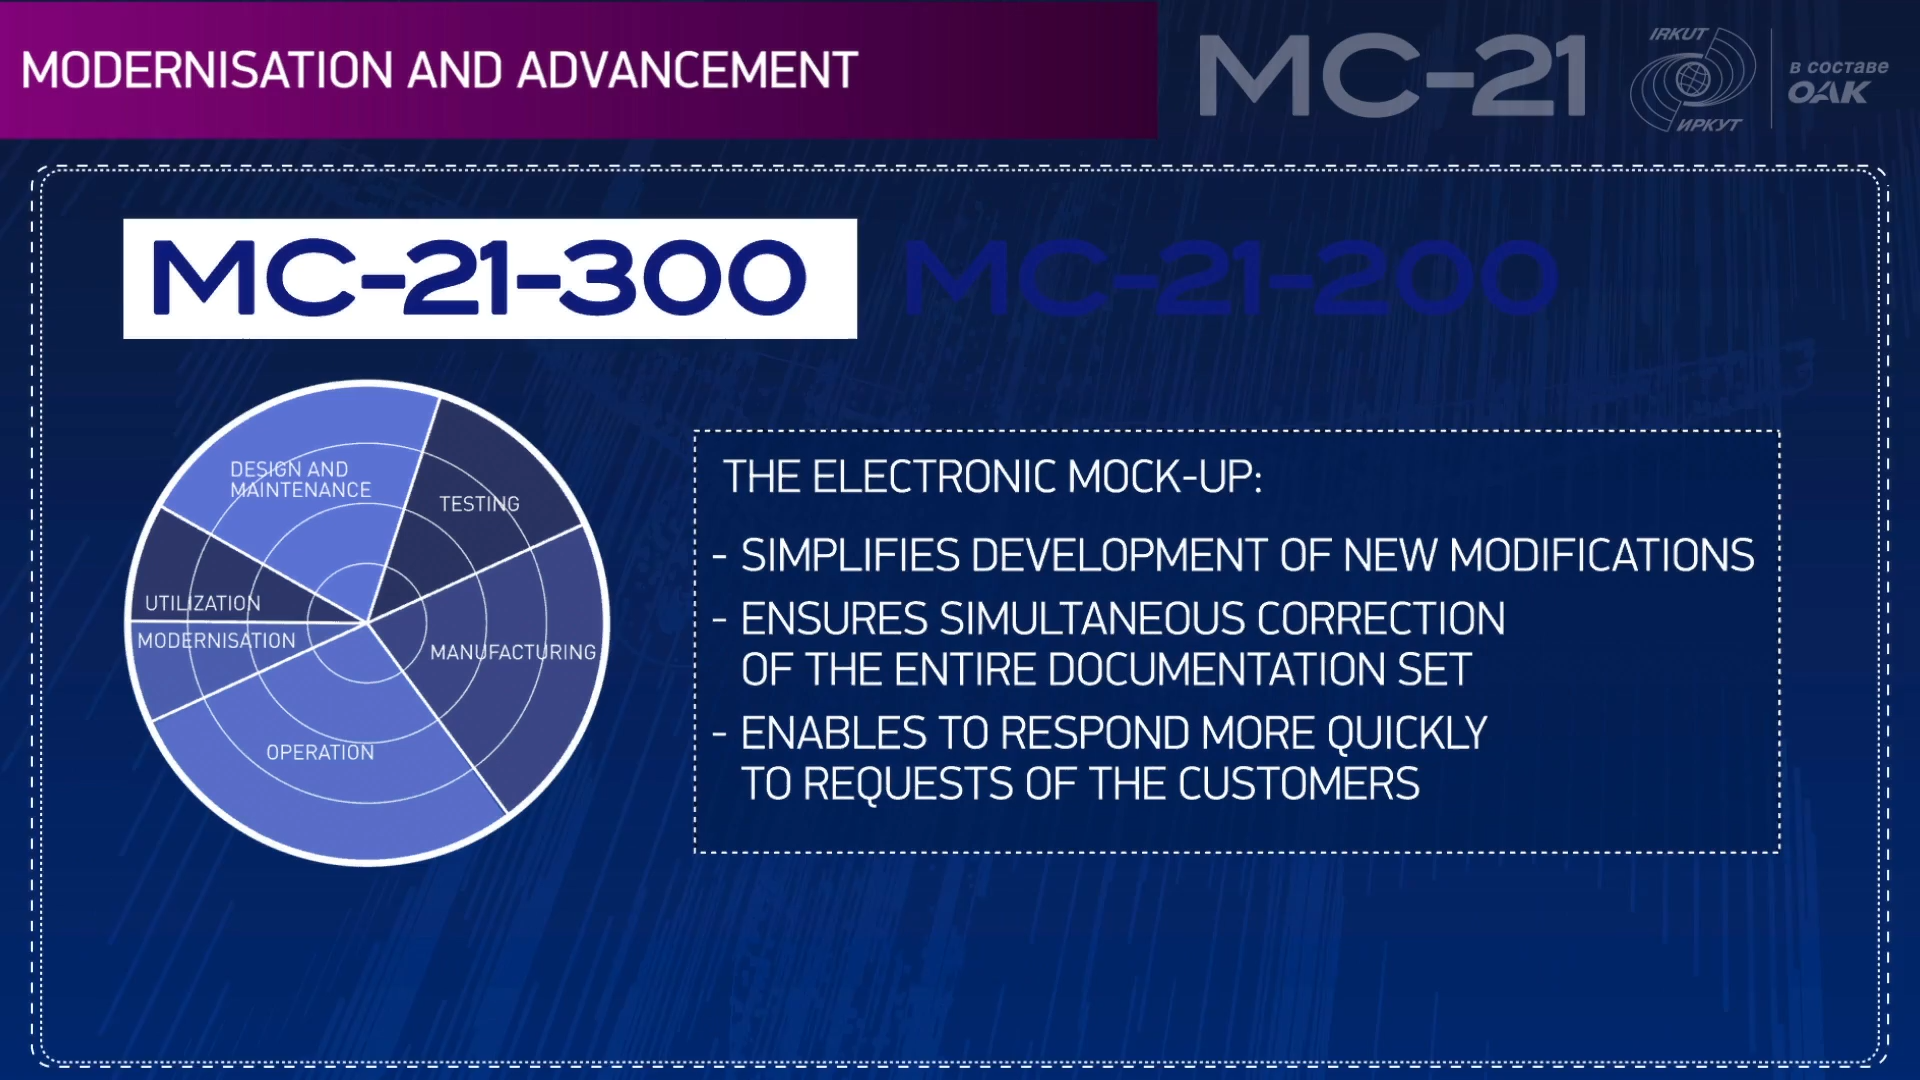 MODERNISATION AND ADVANCEMENT
MC-21
IRKUT
ИРКУТ
В СОСТАВЕ
ОАК
MC-21-300
MC-21-200
DESIGN AND
MAINTENANCE
TESTING
UTILIZATION
MODERNISATION
MANUFACTURING
OPERATION
THE ELECTRONIC MOCK-UP:
- SIMPLIFIES DEVELOPMENT OF NEW MODIFICATIONS
- ENSURES SIMULTANEOUS CORRECTION
OF THE ENTIRE DOCUMENTATION SET
- ENABLES TO RESPOND MORE QUICKLY
TO REQUESTS OF THE CUSTOMERS